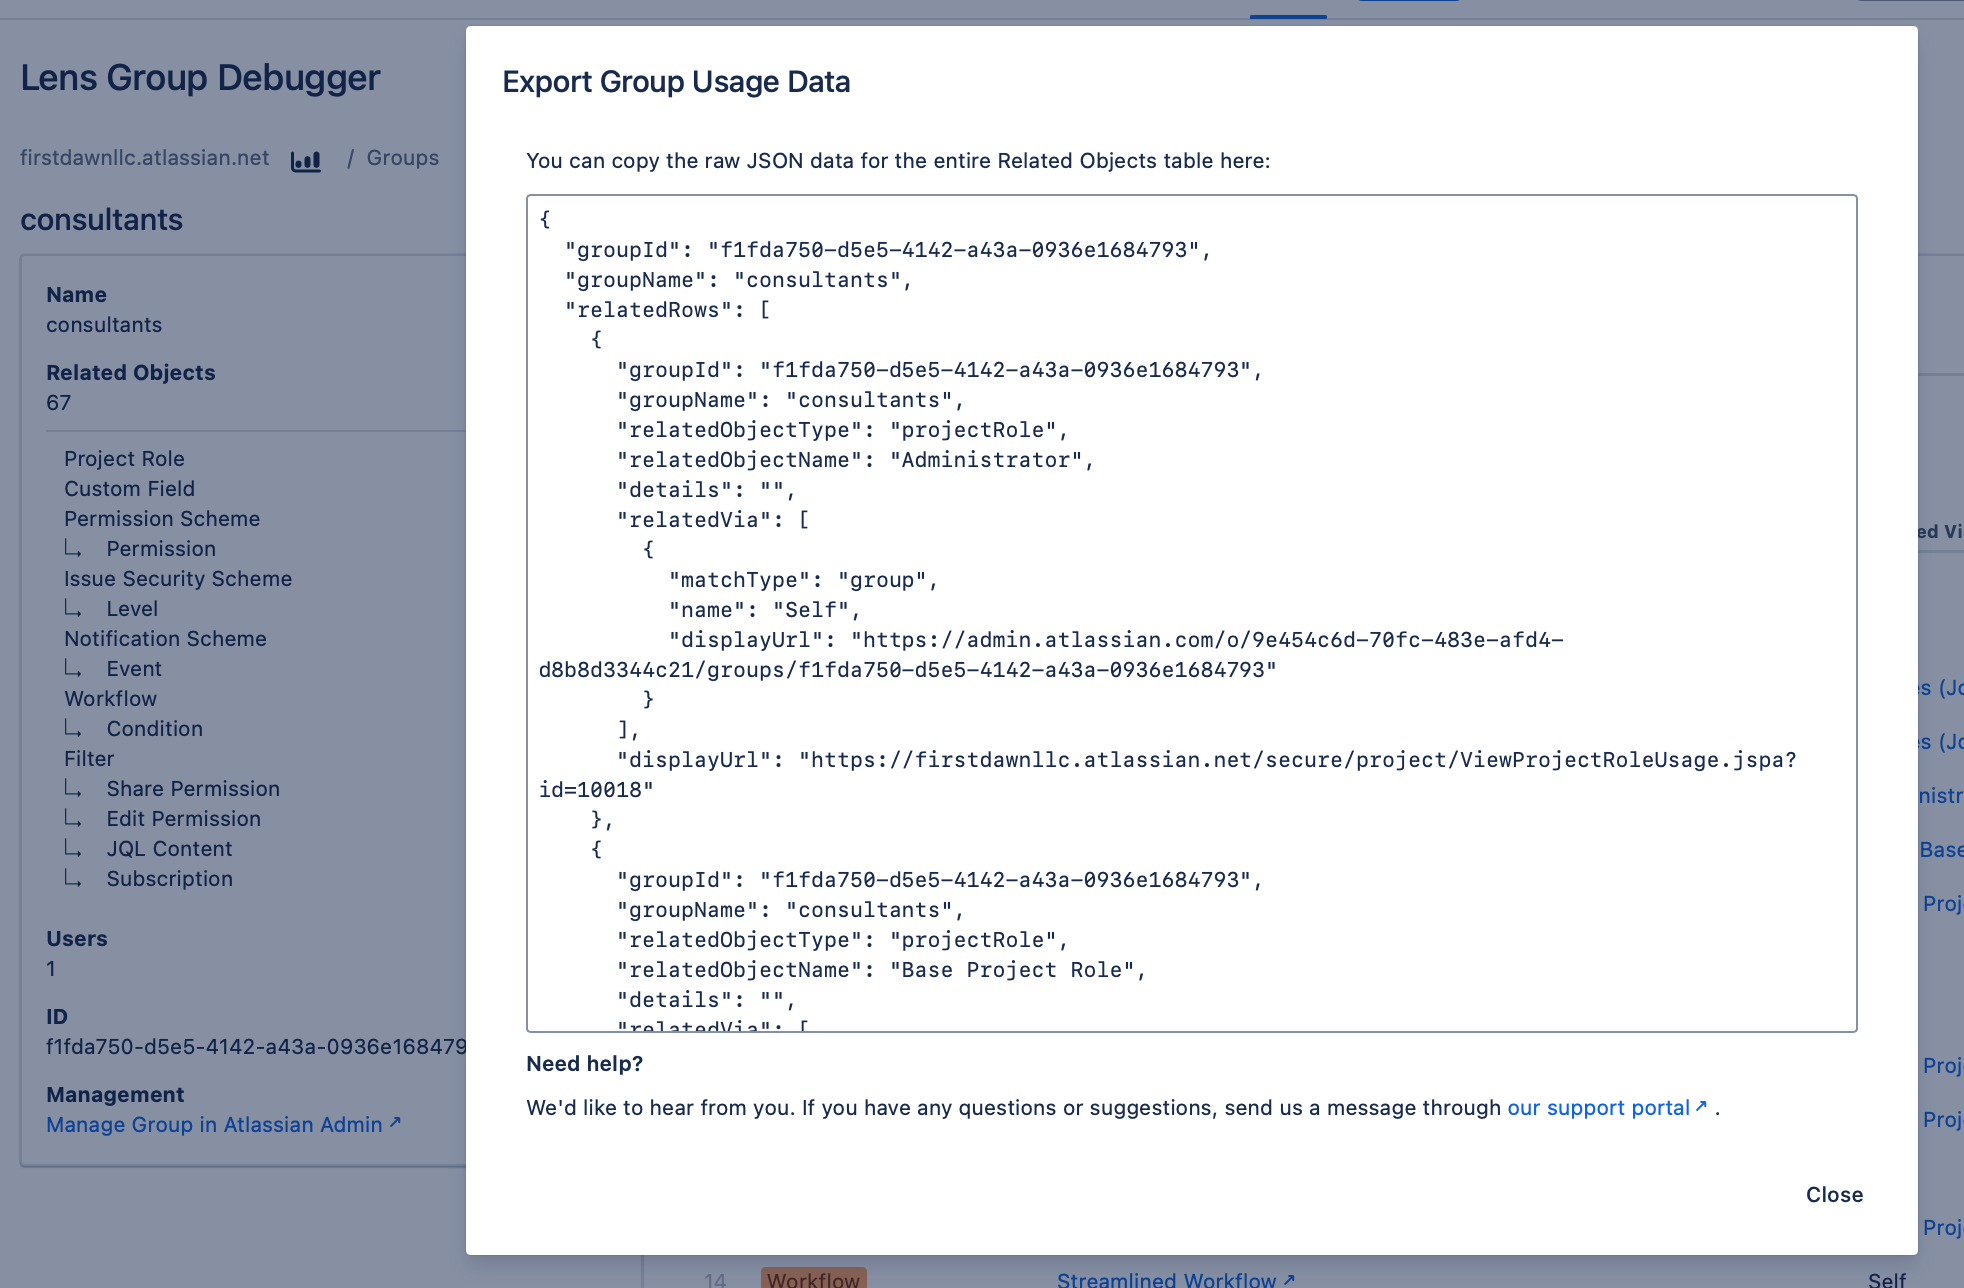 Lens Group Debugger
firstdawnllc.atlassian.net / Groups
consultants
Name
consultants
Related Objects
67
Project Role
Custom Field
Permission Scheme
Permission
Issue Security Scheme
Level
Notification Scheme
Event
Workflow
Condition
Filter
Share Permission
Edit Permission
JQL Content
Subscription
Users
1
ID
f1fda750-d5e5-4142-a43a-0936e168479
Management
Manage Group in Atlassian Admin ↗
Export Group Usage Data
You can copy the raw JSON data for the entire Related Objects table here:
{
"groupId": "f1fda750-d5e5-4142-a43a-0936e1684793",
"groupName": "consultants",
"relatedRows": [
{
"groupId": "f1fda750-d5e5-4142-a43a-0936e1684793",
"groupName": "consultants",
"relatedObjectType": "projectRole",
"relatedObjectName": "Administrator",
"details": "",
"relatedVia": [
{
"matchType": "group",
"name": "Self",
"displayUrl": "https://admin.atlassian.com/o/9e454c6d-70fc-483e-afd4-
d8b8d3344c21/groups/f1fda750-d5e5-4142-a43a-0936e1684793"
}
],
"displayUrl": "https://firstdawnllc.atlassian.net/secure/project/ViewProjectRoleUsage.jspa?
id=10018"
},
{
"groupId": "f1fda750-d5e5-4142-a43a-0936e1684793",
"groupName": "consultants",
"relatedObjectType": "projectRole",
"relatedObjectName": "Base Project Role",
"details": "",
"relatedVia": [
Need help?
We'd like to hear from you. If you have any questions or suggestions, send us a message through our support portal ↗ .
Close
ed Vi
es (Jo
es (Jo
nistr
Base
Proj
Proj
Proj
Proj
14 Workflow Streamlined Workflow ↗ Self